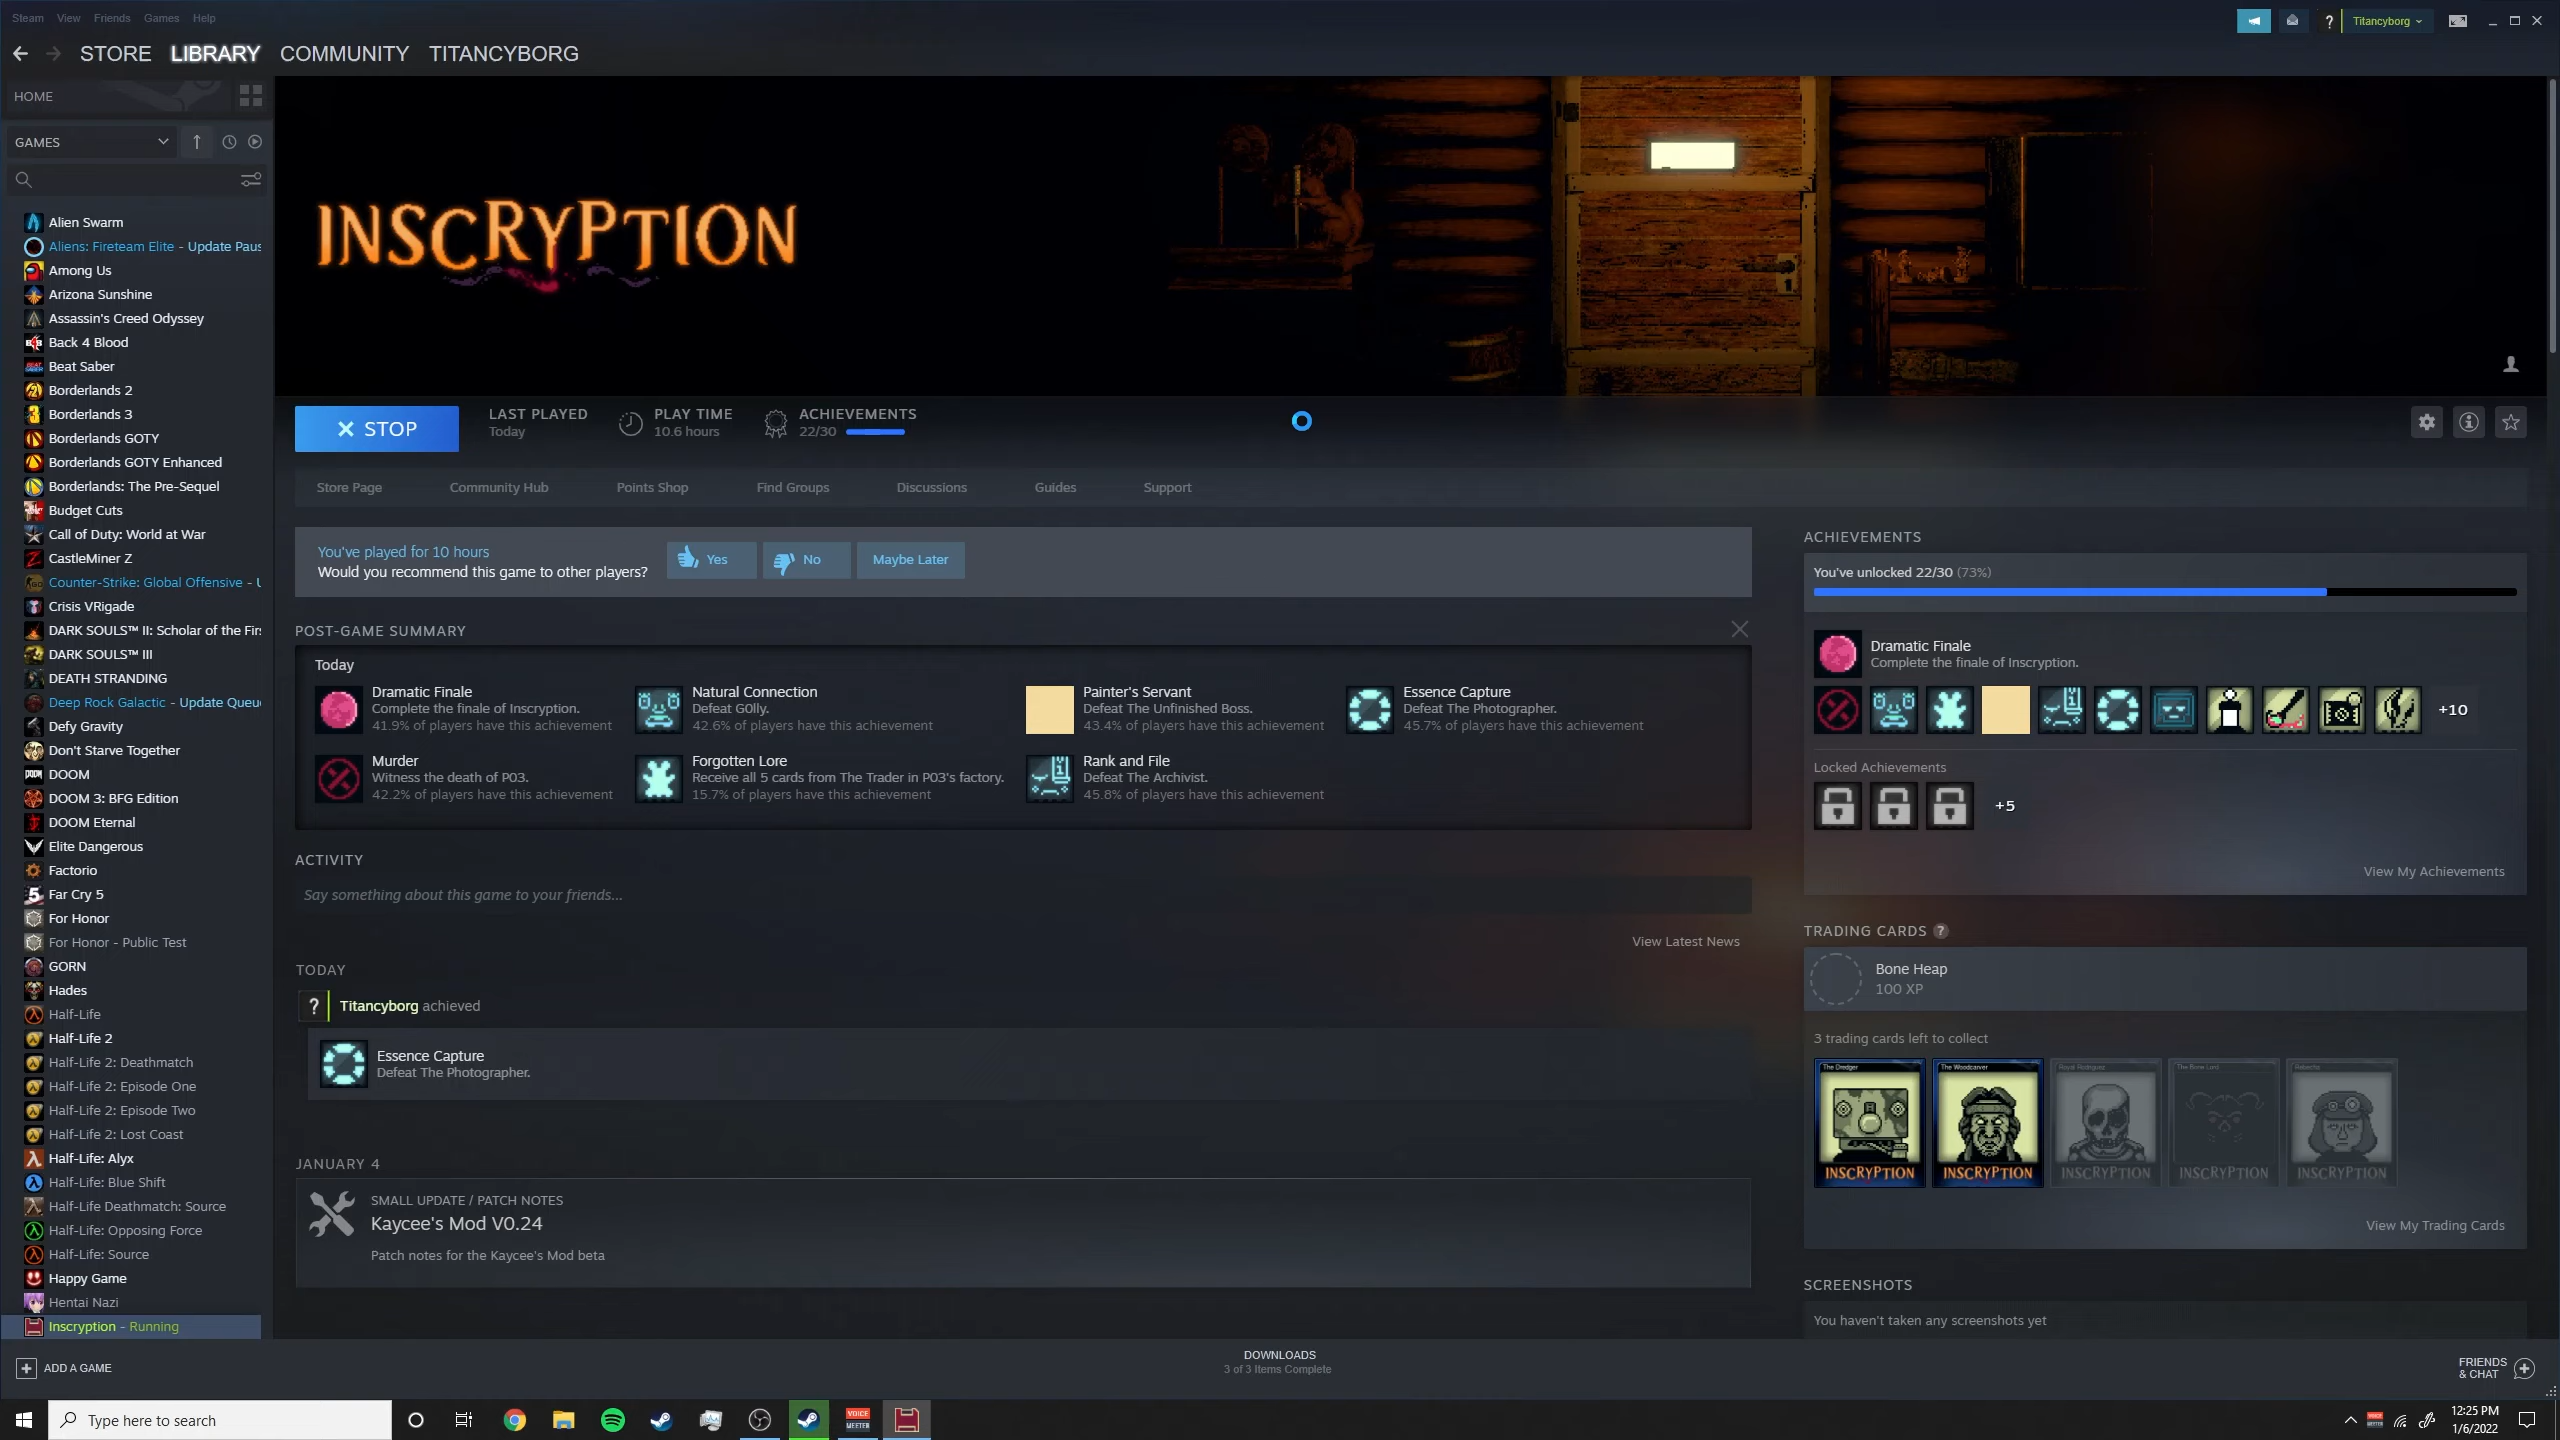 Steam View Friends Games Help
Titancyborg
STORE LIBRARY COMMUNITY TITANCYBORG
HOME
GAMES
Alien Swarm
Aliens: Fireteam Elite - Update Paus
Among Us
Arizona Sunshine
Assassin's Creed Odyssey
Back 4 Blood
Beat Saber
Borderlands 2
Borderlands 3
Borderlands GOTY
Borderlands GOTY Enhanced
Borderlands: The Pre-Sequel
Budget Cuts
Call of Duty: World at War
CastleMiner Z
Counter-Strike: Global Offensive - U
Crisis VRigade
DARK SOULS™ II: Scholar of the Firs
DARK SOULS™ III
DEATH STRANDING
Deep Rock Galactic - Update Queue
Defy Gravity
Don't Starve Together
DOOM
DOOM 3: BFG Edition
DOOM Eternal
Elite Dangerous
Factorio
Far Cry 5
For Honor
For Honor - Public Test
GORN
Hades
Half-Life
Half-Life 2
Half-Life 2: Deathmatch
Half-Life 2: Episode One
Half-Life 2: Episode Two
Half-Life 2: Lost Coast
Half-Life: Alyx
Half-Life: Blue Shift
Half-Life Deathmatch: Source
Half-Life: Opposing Force
Half-Life: Source
Happy Game
Hentai Nazi
Inscryption - Running
INSCRYPTION
STOP
LAST PLAYED
Today
PLAY TIME
10.6 hours
ACHIEVEMENTS
22/30
Store Page Community Hub Points Shop Find Groups Discussions Guides Support
You've played for 10 hours
Would you recommend this game to other players?
Yes No Maybe Later
POST-GAME SUMMARY
Today
Dramatic Finale
Complete the finale of Inscryption.
41.9% of players have this achievement
Natural Connection
Defeat G0lly.
42.6% of players have this achievement
Painter's Servant
Defeat The Unfinished Boss.
43.4% of players have this achievement
Essence Capture
Defeat The Photographer.
45.7% of players have this achievement
Murder
Witness the death of P03.
42.2% of players have this achievement
Forgotten Lore
Receive all 5 cards from The Trader in P03's factory.
15.7% of players have this achievement
Rank and File
Defeat The Archivist.
45.8% of players have this achievement
ACTIVITY
Say something about this game to your friends...
View Latest News
TODAY
? Titancyborg achieved
Essence Capture
Defeat The Photographer.
JANUARY 4
SMALL UPDATE / PATCH NOTES
Kaycee's Mod V0.24
Patch notes for the Kaycee's Mod beta
ACHIEVEMENTS
You've unlocked 22/30 (73%)
Dramatic Finale
Complete the finale of Inscryption.
+10
Locked Achievements
+5
View My Achievements
TRADING CARDS ?
Bone Heap
100 XP
3 trading cards left to collect
The Dredger The Woodcarver Royal Rodriguez The Bone Lord Rebecha
INSCRYPTION INSCRYPTION INSCRYPTION INSCRYPTION INSCRYPTION
View My Trading Cards
SCREENSHOTS
You haven't taken any screenshots yet
ADD A GAME
DOWNLOADS
3 of 3 Items Complete
FRIENDS
& CHAT
Type here to search
VOICE
MEETER
12:25 PM
1/6/2022